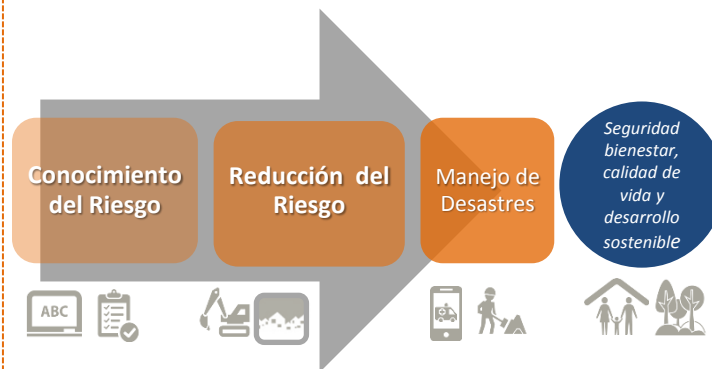 Conocimiento
del Riesgo
Reducción del
Riesgo
Manejo de
Desastres
Seguridad
bienestar,
calidad de
vida y
desarrollo
sostenible
ABC